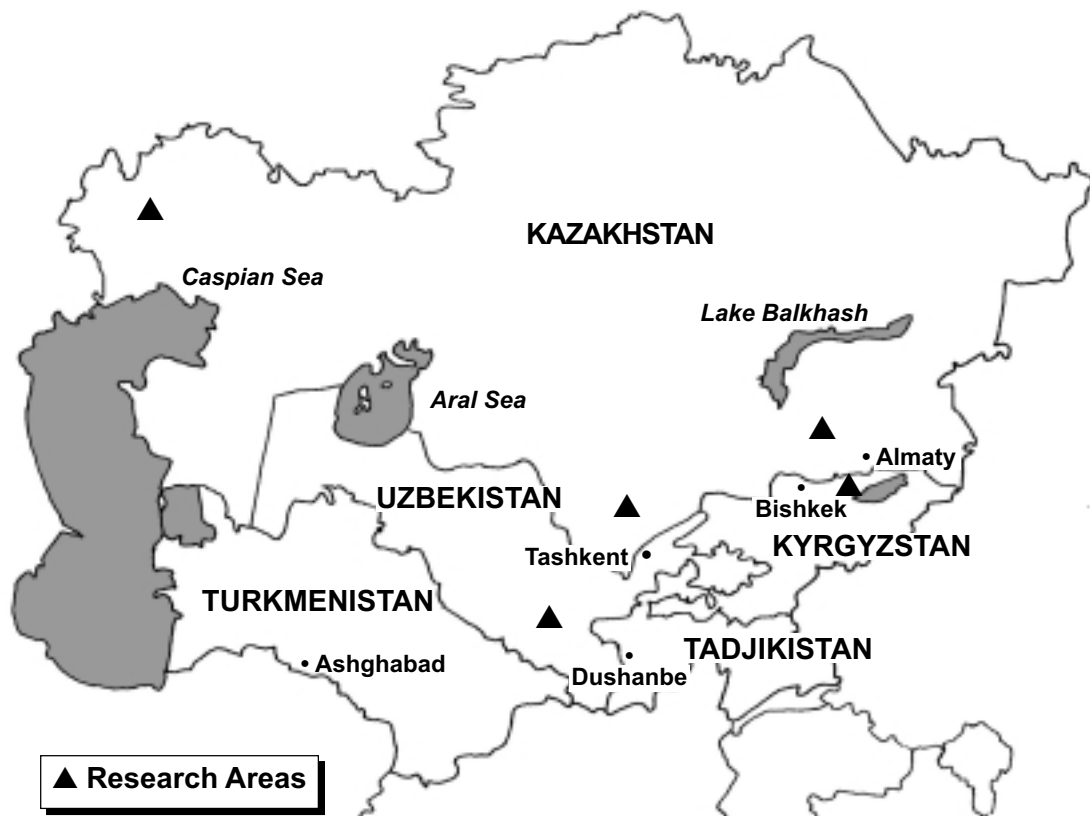 KAZAKHSTAN
Caspian Sea
Lake Balkhash
Aral Sea
Almaty
UZBEKISTAN
Bishkek
KYRGYZSTAN
Tashkent
TURKMENISTAN
TADJIKISTAN
Ashghabad
Dushanbe
Research Areas